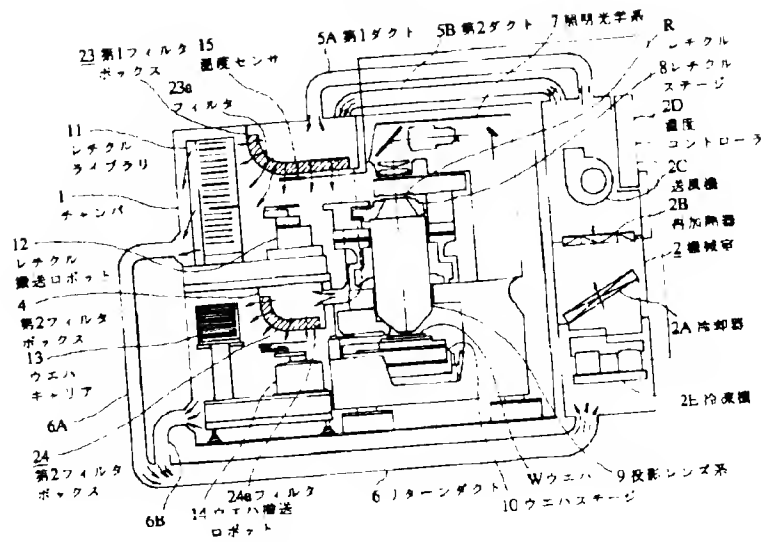 23 第1フィルタ
ボックス
15
温度センサ
23a
フィルタ
5A 第1ダクト
5B 第2ダクト
7 照明光学系
R
レチクル
8 レチクル
ステージ
11
レチクル
ライブラリ
1
チャンバ
2D
温度
コントローラ
2C
送風機
2B
再加熱器
2 機械室
12
レチクル
搬送ロボット
4
第2フィルタ
ボックス
13
ウエハ
キャリア
2A 冷却器
6A
2E 冷凍機
24
第2フィルタ
ボックス
6B
24aフィルタ
14 ウエハ搬送
ロボット
6 リターンダクト
Wウエハ
10 ウエハステージ
9 投影レンズ系